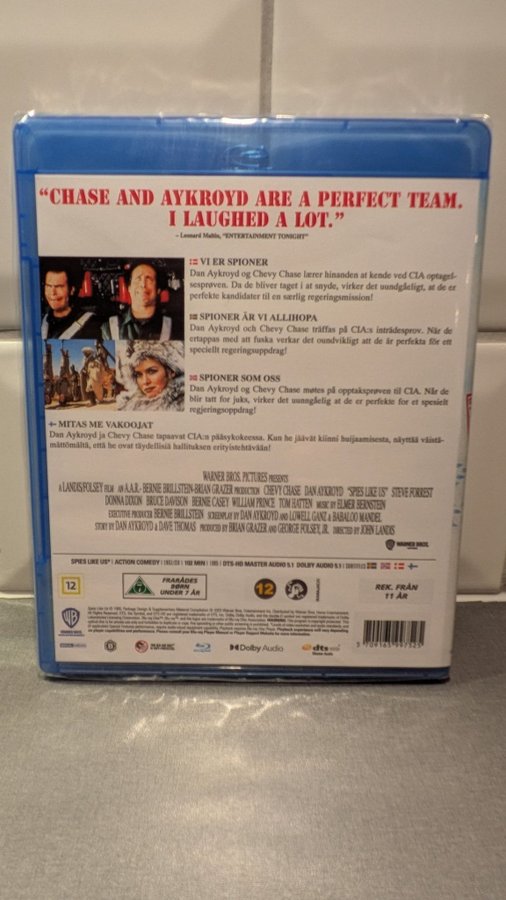 “CHASE AND AYKROYD ARE A PERFECT TEAM.
I LAUGHED A LOT.”
– Leonard Maltin, “ENTERTAINMENT TONIGHT”
VI ER SPIONER
Dan Aykroyd og Chevy Chase lærer hinanden at kende ved CIA optagel-
sesprøven. Da de bliver taget i at snyde, virker det uundgåeligt, at de er
perfekte kandidater til en særlig regeringsmission!
SPIONER ÄR VI ALLIHOPA
Dan Aykroyd och Chevy Chase träffas på CIA:s inträdesprov. När de
ertappas med att fuska verkar det oundvikligt att de är perfekta för ett
speciellt regeringsuppdrag!
SPIONER SOM OSS
Dan Aykroyd og Chevy Chase møtes på opptaksprøven til CIA. Når de
blir tatt for juks, virker det uunngåelig at de er perfekte for et spesielt
regjeringsoppdrag!
MITAS ME VAKOOJAT
Dan Aykroyd ja Chevy Chase tapaavat CIA:n pääsykokeessa. Kun he jäävät kiinni huijaamisesta, näyttää väistä-
mättömältä, että he ovat täydellisiä hallituksen erityistehtävään!
WARNER BROS. PICTURES PRESENTS
A LANDIS/FOLSEY FILM AN A.A.R.- BERNIE BRILLSTEIN-BRIAN GRAZER PRODUCTION CHEVY CHASE DAN AYKROYD “SPIES LIKE US” STEVE FORREST
DONNA DIXON BRUCE DAVISON BERNIE CASEY WILLIAM PRINCE TOM HATTEN MUSIC BY ELMER BERNSTEIN
EXECUTIVE PRODUCER BERNIE BRILLSTEIN SCREENPLAY BY DAN AYKROYD AND LOWELL GANZ & BABALOO MANDEL
STORY BY DAN AYKROYD & DAVE THOMAS PRODUCED BY BRIAN GRAZER AND GEORGE FOLSEY, JR. DIRECTED BY JOHN LANDIS
WARNER BROS.
SPIES LIKE US | ACTION COMEDY | 102 MIN | 1985 | DTS-HD MASTER AUDIO 5.1 DOLBY AUDIO 5.1
12
7
FRARÅDES
BØRN
UNDER 7 ÅR
12
REK. FRÅN
11 ÅR
WB
Dolby Audio
dts
5 709165 997525